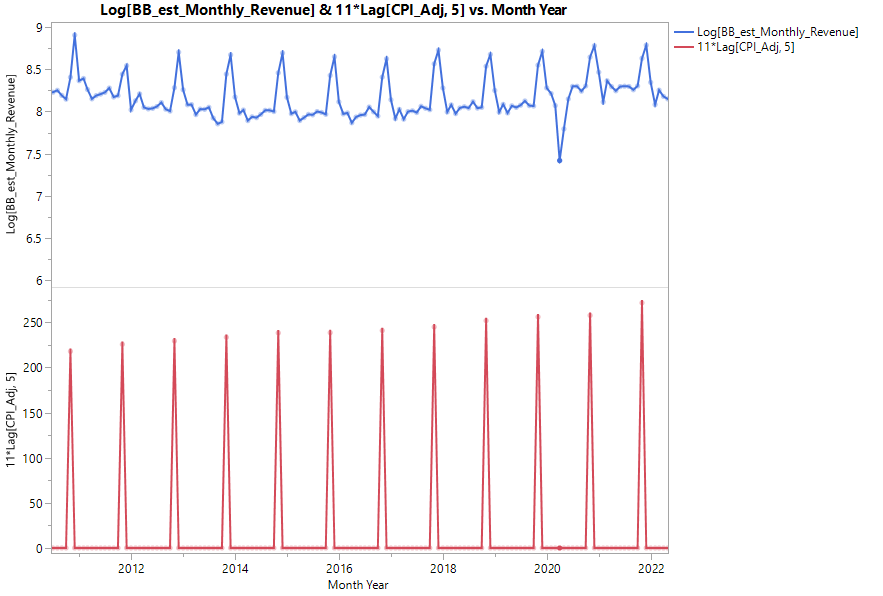 Log[BB_est_Monthly_Revenue] & 11*Lag[CPI_Adj, 5] vs. Month Year
Log[BB_est_Monthly_Revenue]
11*Lag[CPI_Adj, 5]
Log[BB_est_Monthly_Revenue]
9
8.5
8
7.5
7
6.5
6
11*Lag[CPI_Adj, 5]
250
200
150
100
50
0
2012 2014 2016 2018 2020 2022
Month Year